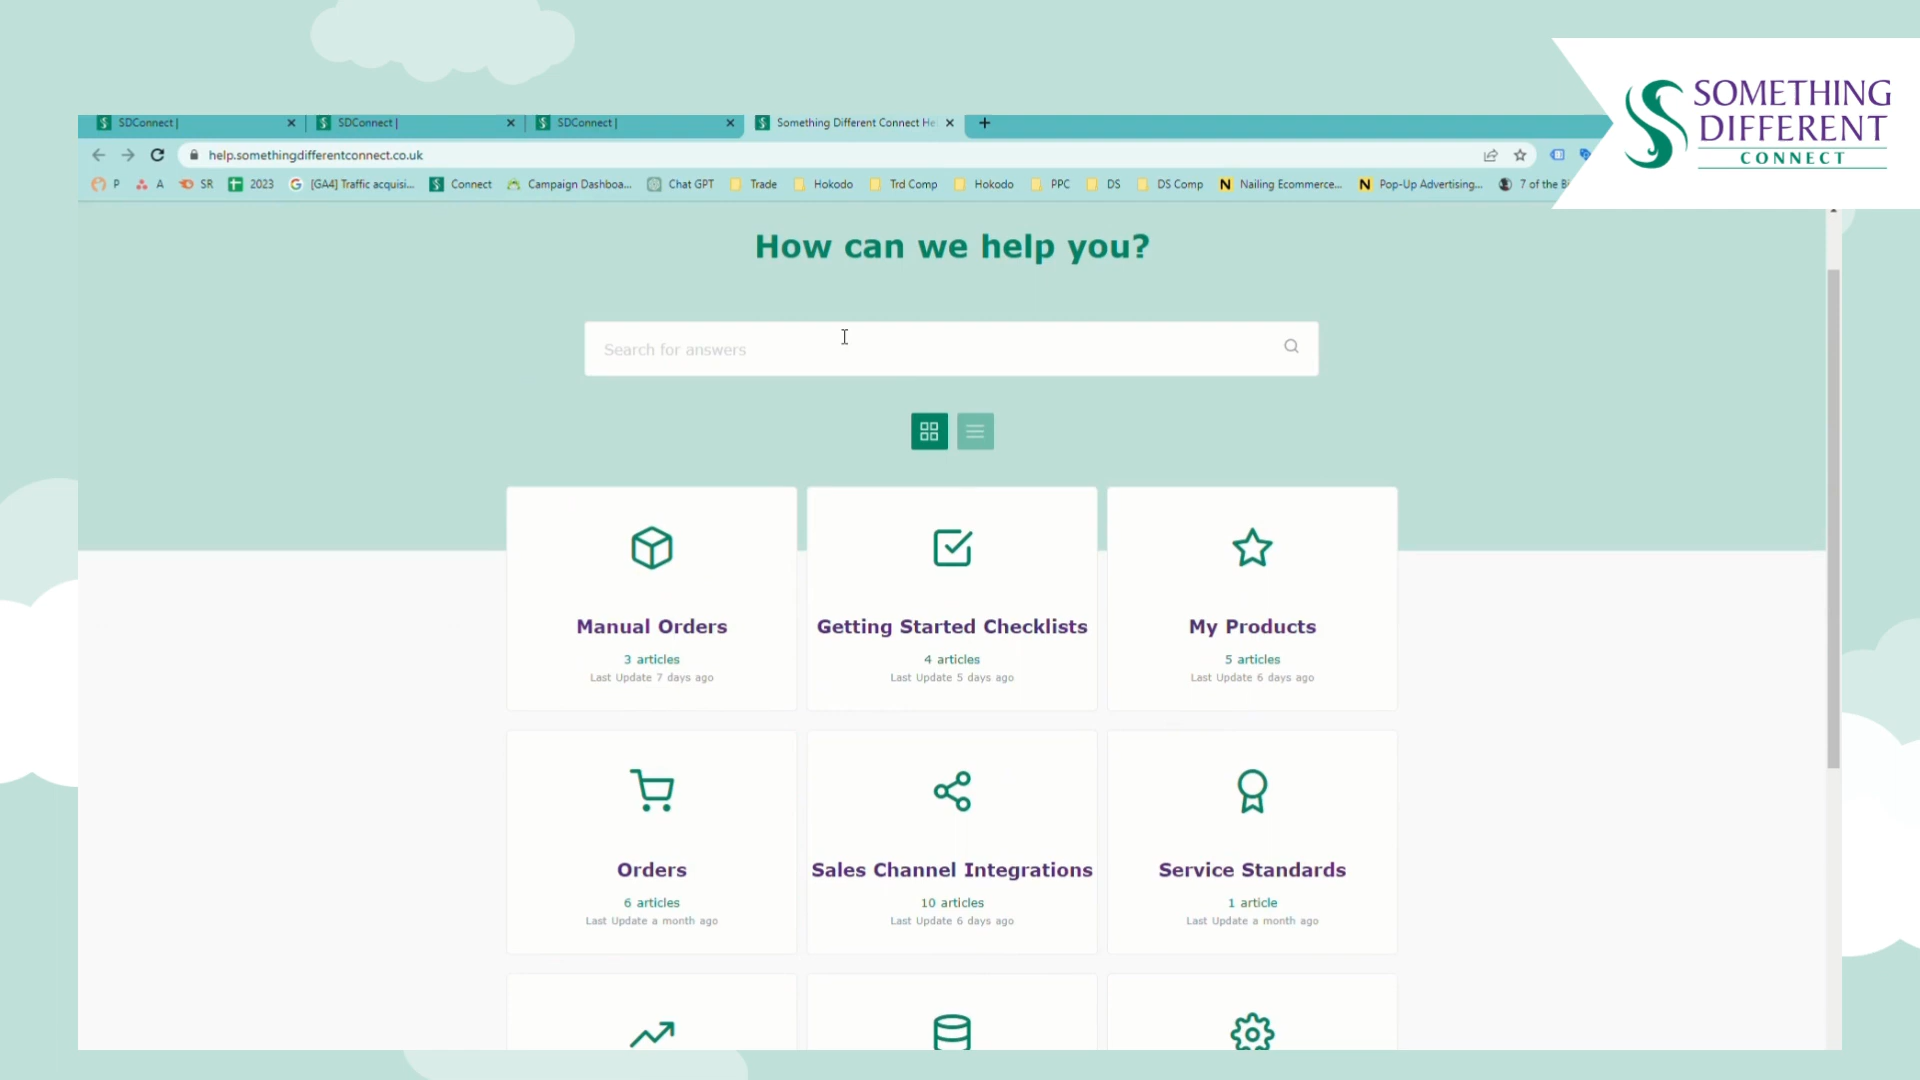 SOMETHING
DIFFERENT
CONNECT
SDConnect |
SDConnect |
SDConnect |
Something Different Connect He
help.somethingdifferentconnect.co.uk
P
A
SR
2023
[GA4] Traffic acquisi...
Connect
Campaign Dashboa...
Chat GPT
Trade
Hokodo
Trd Comp
Hokodo
PPC
DS
DS Comp
Nailing Ecommerce...
Pop-Up Advertising...
7 of the Bi
How can we help you?
Search for answers
Manual Orders
3 articles
Last Update 7 days ago
Getting Started Checklists
4 articles
Last Update 5 days ago
My Products
5 articles
Last Update 6 days ago
Orders
6 articles
Last Update a month ago
Sales Channel Integrations
10 articles
Last Update 6 days ago
Service Standards
1 article
Last Update a month ago